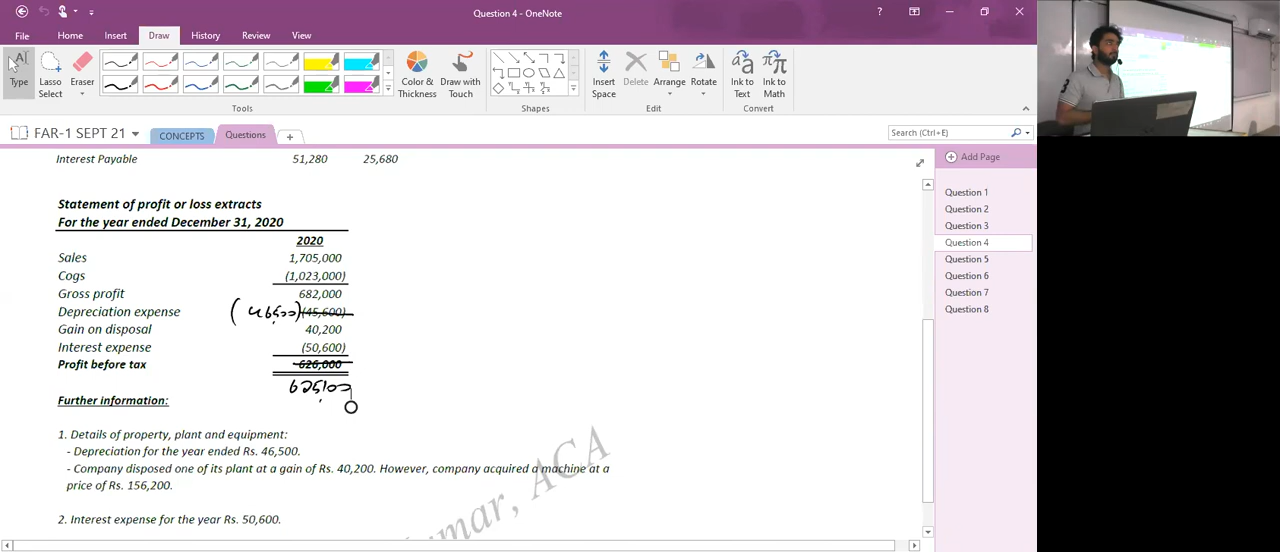 Question 4 - OneNote
?
File Home Insert Draw History Review View
Type Lasso Select Eraser Color & Thickness Draw with Touch Insert Space Delete Arrange Rotate Ink to Text Ink to Math
Tools Shapes Edit Convert
FAR-1 SEPT 21 CONCEPTS Questions + Search (Ctrl+E)
Add Page
Question 1
Question 2
Question 3
Question 4
Question 5
Question 6
Question 7
Question 8
Interest Payable 51,280 25,680
Statement of profit or loss extracts
For the year ended December 31, 2020
2020
Sales 1,705,000
Cogs (1,023,000)
Gross profit 682,000
Depreciation expense (46500) (45,600)
Gain on disposal 40,200
Interest expense (50,600)
Profit before tax 626,000
625100
Further information:
1. Details of property, plant and equipment:
- Depreciation for the year ended Rs. 46,500.
- Company disposed one of its plant at a gain of Rs. 40,200. However, company acquired a machine at a
price of Rs. 156,200.
2. Interest expense for the year Rs. 50,600.
umar, ACA